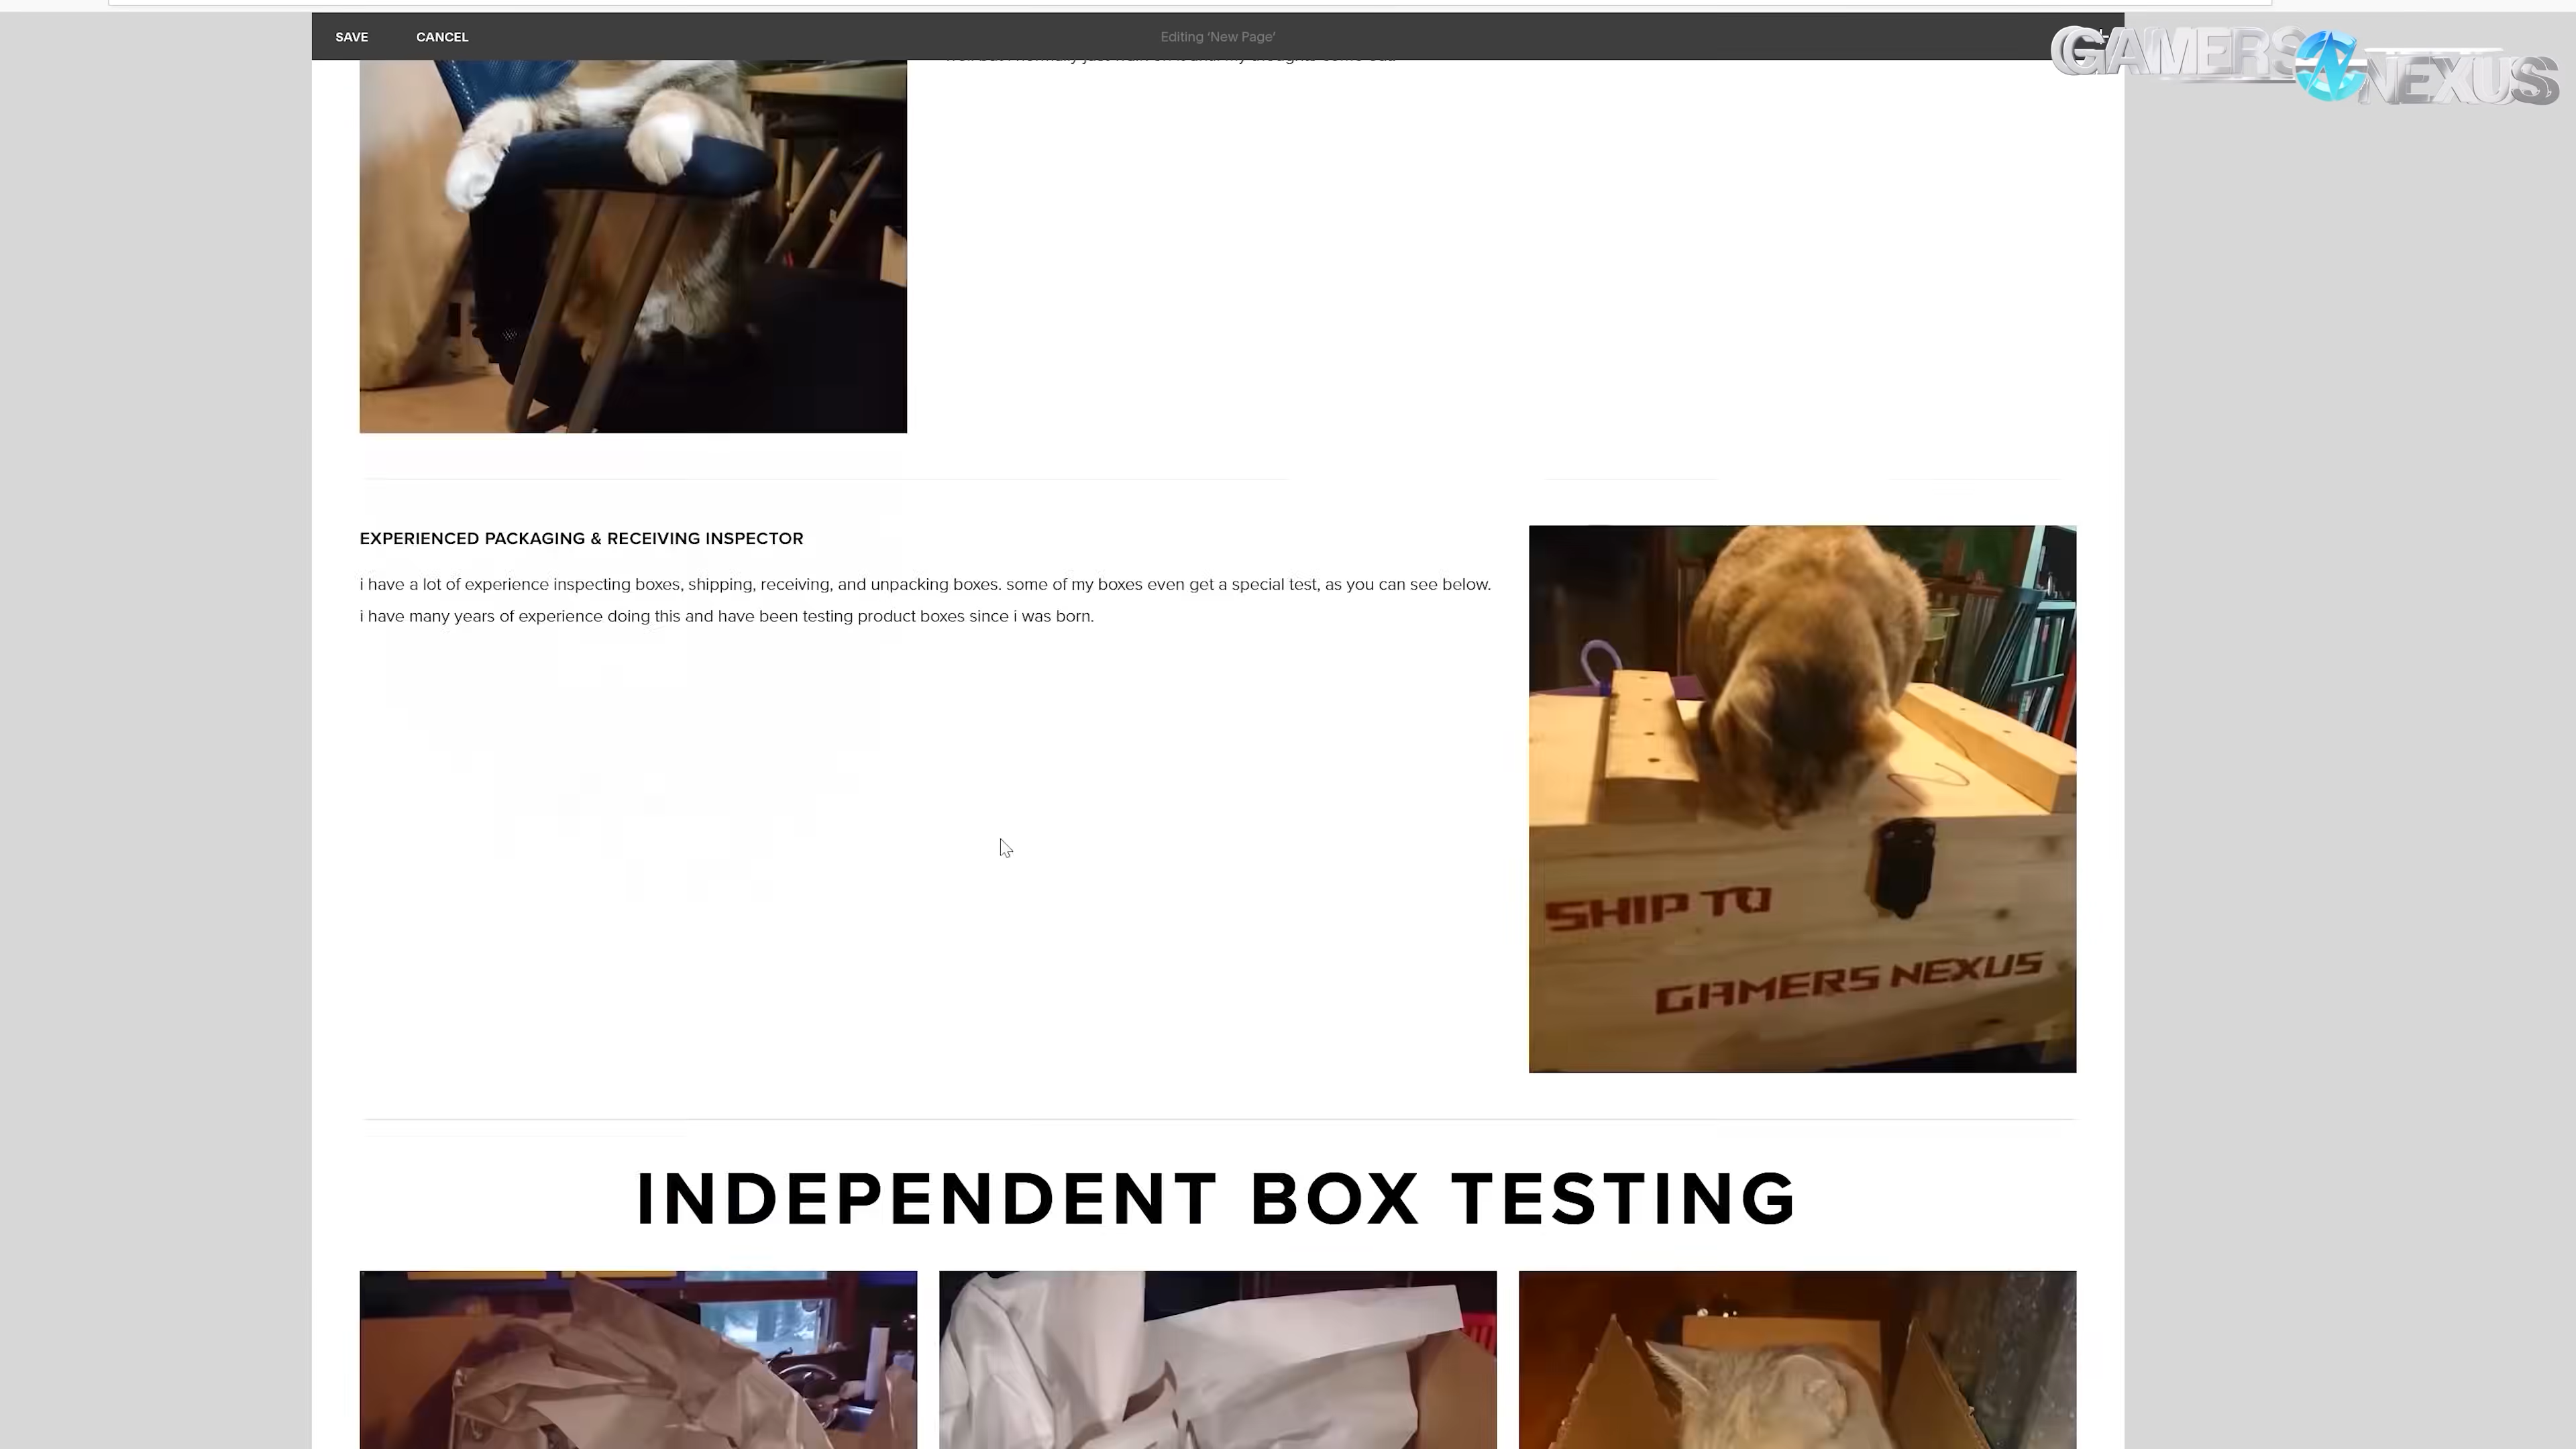 SAVE CANCEL Editing 'New Page'
GAMERS NEXUS
EXPERIENCED PACKAGING & RECEIVING INSPECTOR
i have a lot of experience inspecting boxes, shipping, receiving, and unpacking boxes. some of my boxes even get a special test, as you can see below.
i have many years of experience doing this and have been testing product boxes since i was born.
SHIP TO
GAMERS NEXUS
INDEPENDENT BOX TESTING